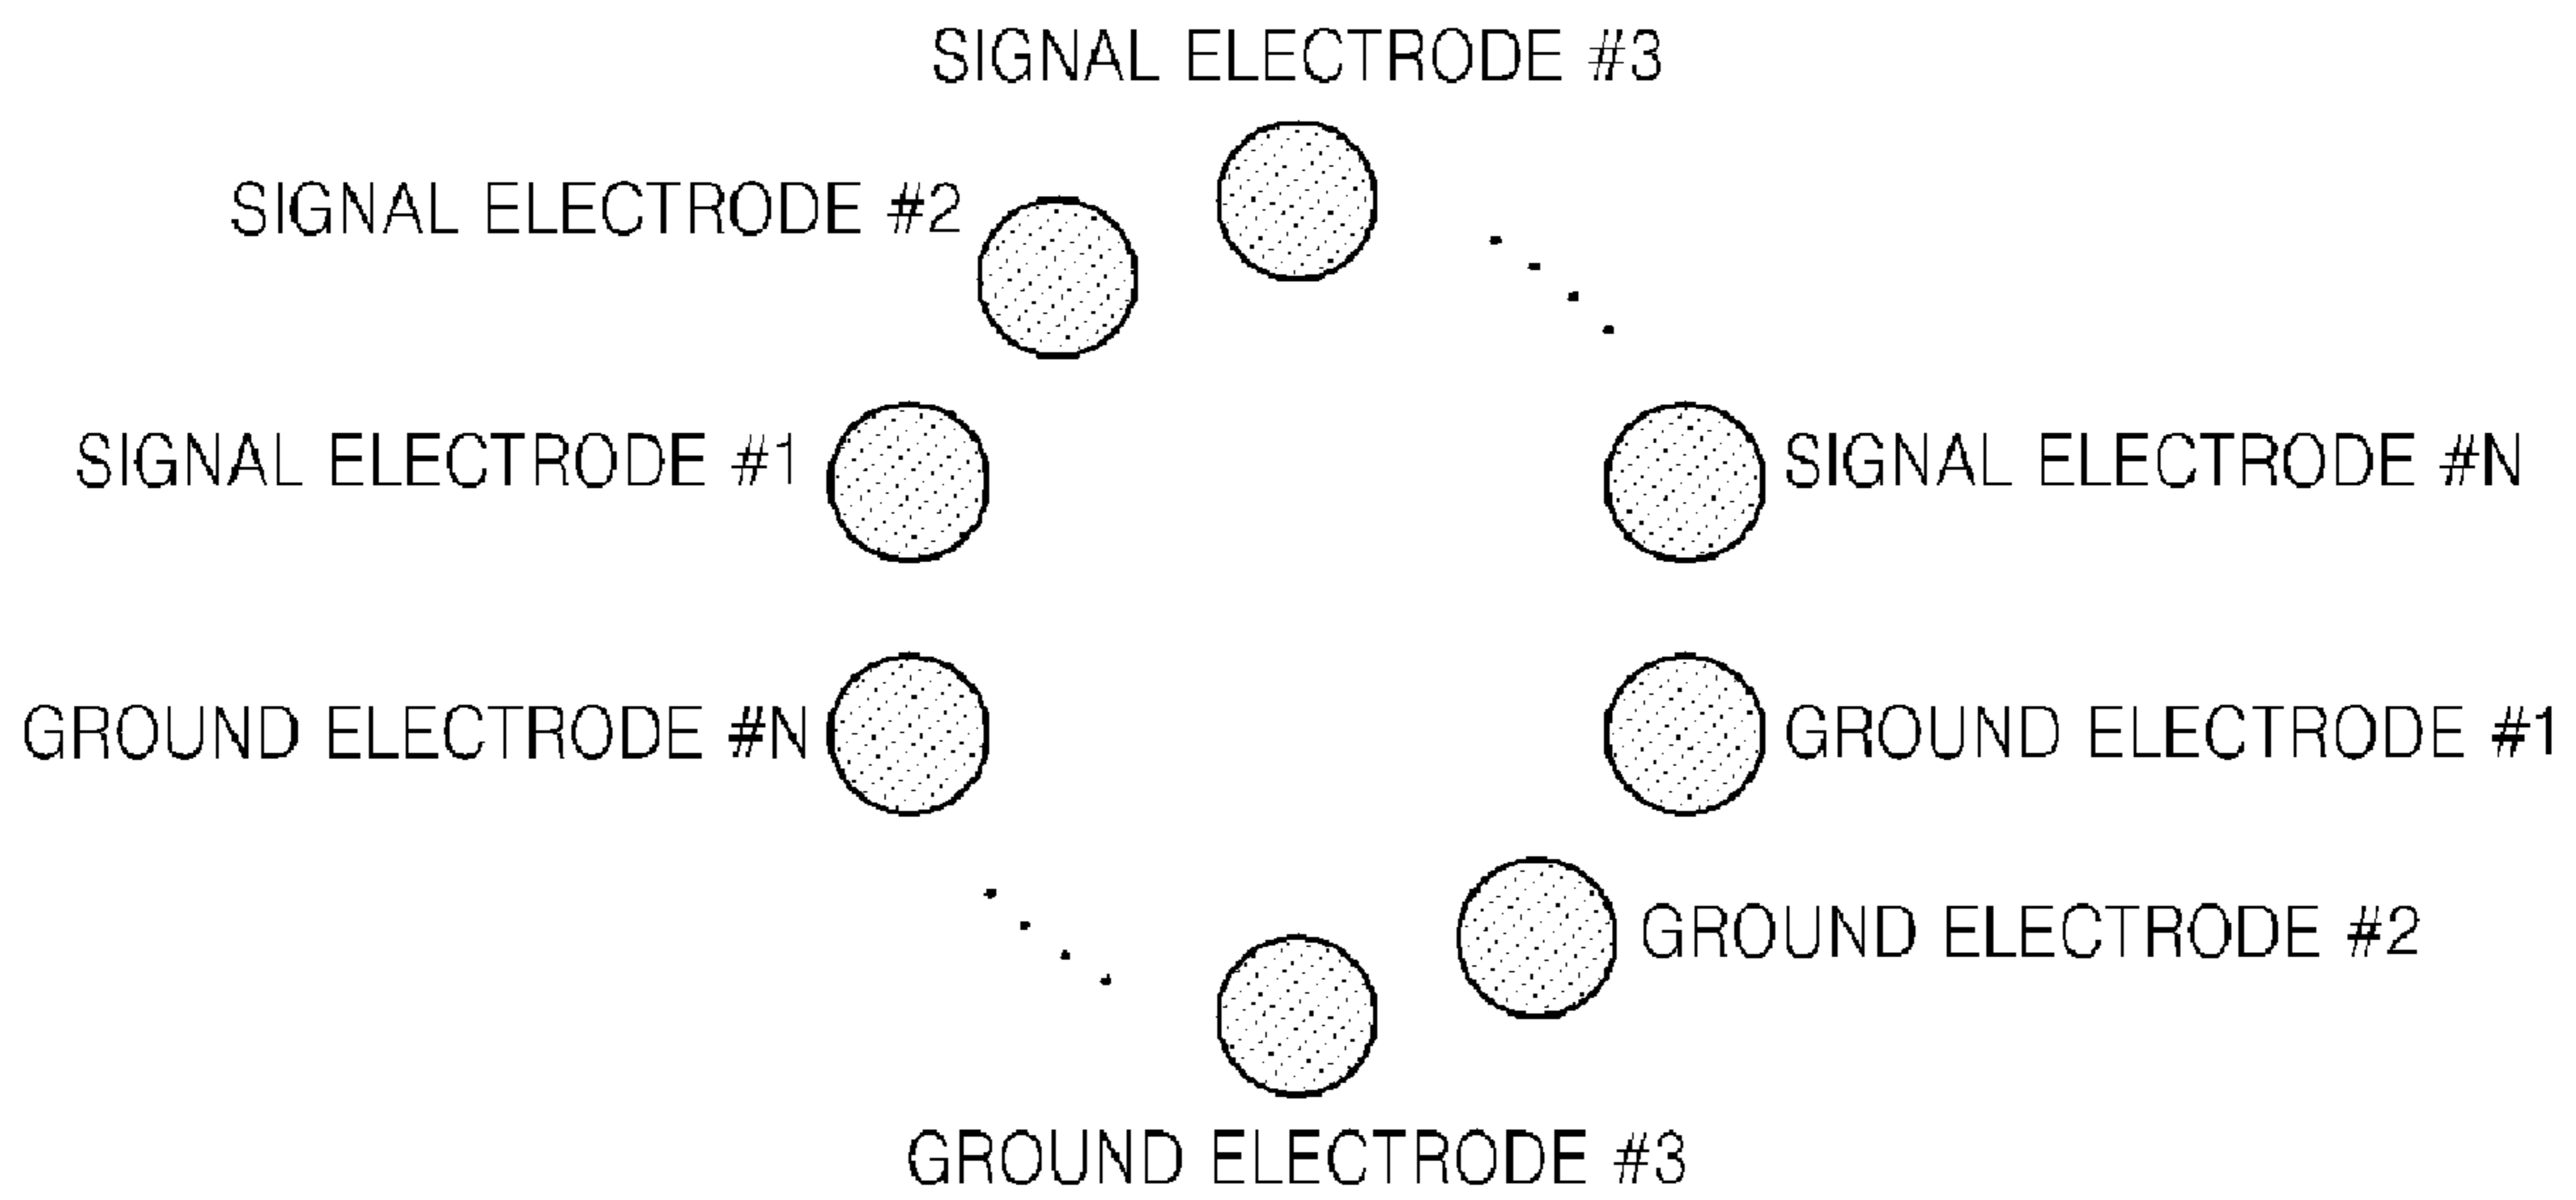 SIGNAL ELECTRODE #3
SIGNAL ELECTRODE #2
SIGNAL ELECTRODE #1
SIGNAL ELECTRODE #N
GROUND ELECTRODE #N
GROUND ELECTRODE #1
GROUND ELECTRODE #2
GROUND ELECTRODE #3